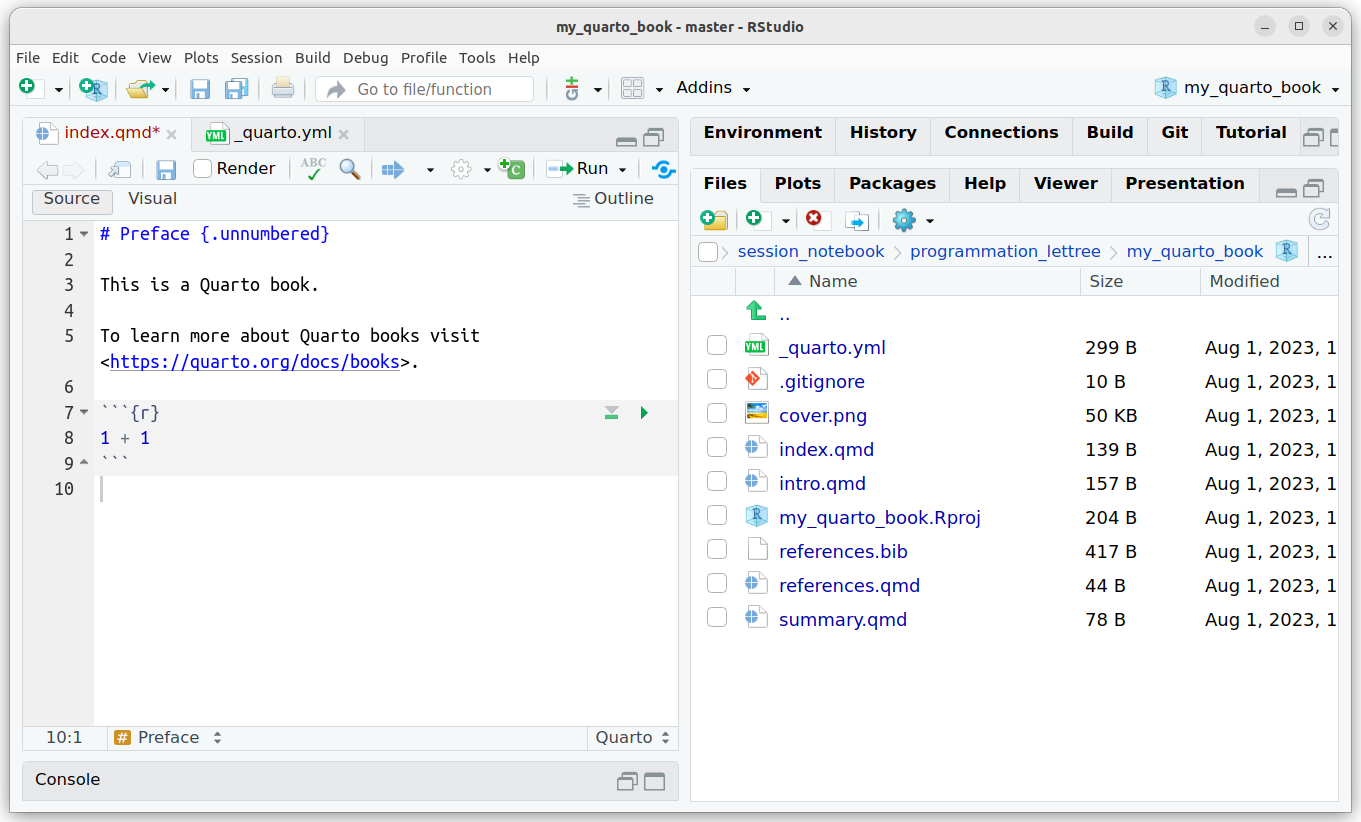 my_quarto_book - master - RStudio
File Edit Code View Plots Session Build Debug Profile Tools Help
Go to file/function
Addins
my_quarto_book
index.qmd*
_quarto.yml
Render
ABC
Run
Source Visual
Outline
1 # Preface {.unnumbered}
2
3 This is a Quarto book.
4
5 To learn more about Quarto books visit
<https://quarto.org/docs/books>.
6
7 ```{r}
8 1 + 1
9 ```
10
10:1
# Preface
Quarto
Console
Environment History Connections Build Git Tutorial
Files Plots Packages Help Viewer Presentation
session_notebook programmation_lettree my_quarto_book ...
Name Size Modified
..
YML _quarto.yml 299 B Aug 1, 2023, 1
.gitignore 10 B Aug 1, 2023, 1
cover.png 50 KB Aug 1, 2023, 1
index.qmd 139 B Aug 1, 2023, 1
intro.qmd 157 B Aug 1, 2023, 1
R my_quarto_book.Rproj 204 B Aug 1, 2023, 1
references.bib 417 B Aug 1, 2023, 1
references.qmd 44 B Aug 1, 2023, 1
summary.qmd 78 B Aug 1, 2023, 1